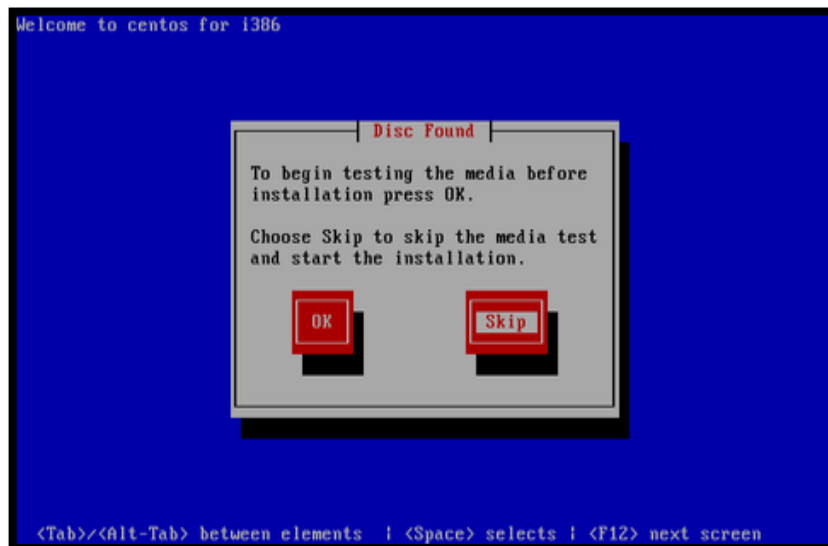 Welcome to centos for i386
Disc Found
To begin testing the media before
installation press OK.
Choose Skip to skip the media test
and start the installation.
OK Skip
<Tab>/<Alt-Tab> between elements | <Space> selects | <F12> next screen